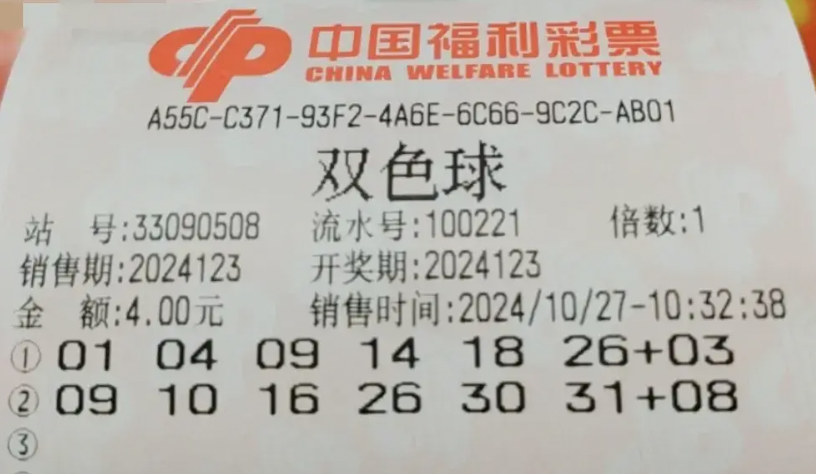 中国福利彩票
CHINA WELFARE LOTTERY
A55C-C371-93F2-4A6E-6C66-9C2C-AB01
双色球
站 号:33090508 流水号:100221 倍数:1
销售期:2024123 开奖期:2024123
金 额:4.00元 销售时间:2024/10/27-10:32:38
① 01 04 09 14 18 26+03
② 09 10 16 26 30 31+08
③